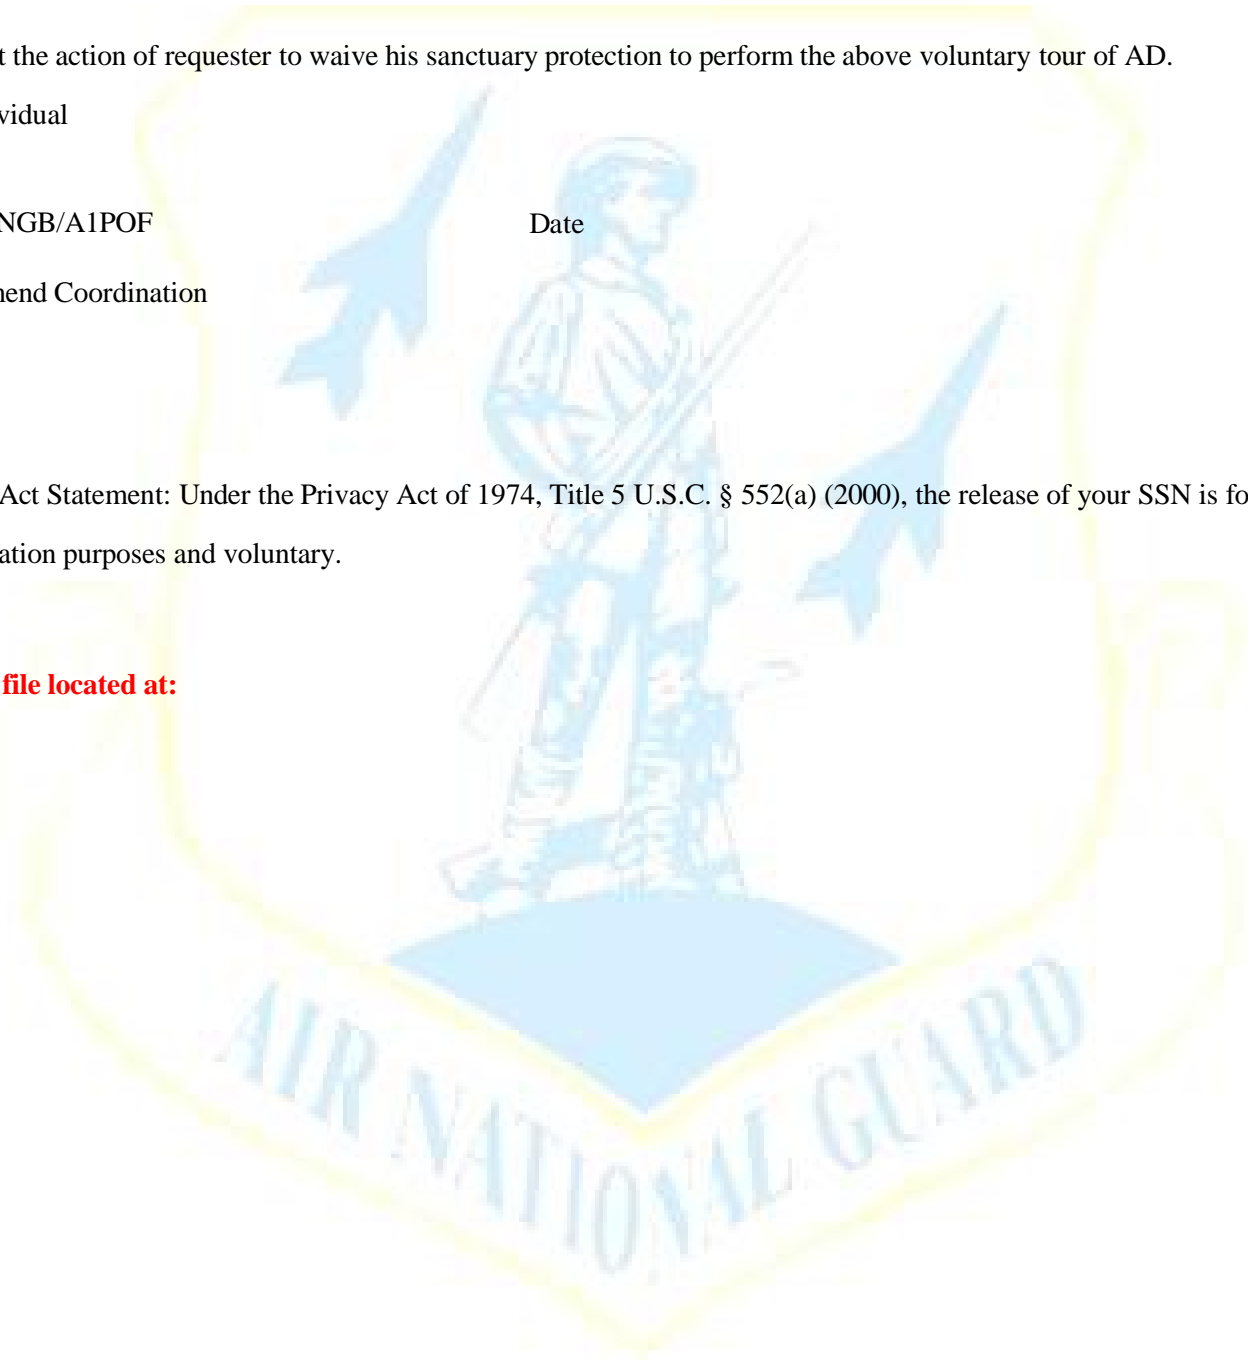 t the action of requester to waive his sanctuary protection to perform the above voluntary tour of AD.
vidual
NGB/A1POF Date
nend Coordination
Act Statement: Under the Privacy Act of 1974, Title 5 U.S.C. § 552(a) (2000), the release of your SSN is fo
ation purposes and voluntary.
file located at:
AIR NATIONAL GUARD